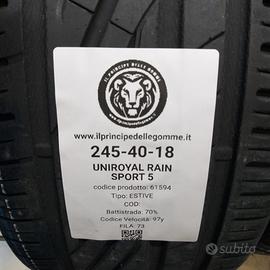 IL PRINCIPE DELLE GOMME
www.ilprincipedellegomme.it
245-40-18
UNIROYAL RAIN
SPORT 5
codice prodotto: 61594
Tipo: ESTIVE
COD:
Battistrada: 70%
Codice Velocità: 97y
FILA: 73
subito